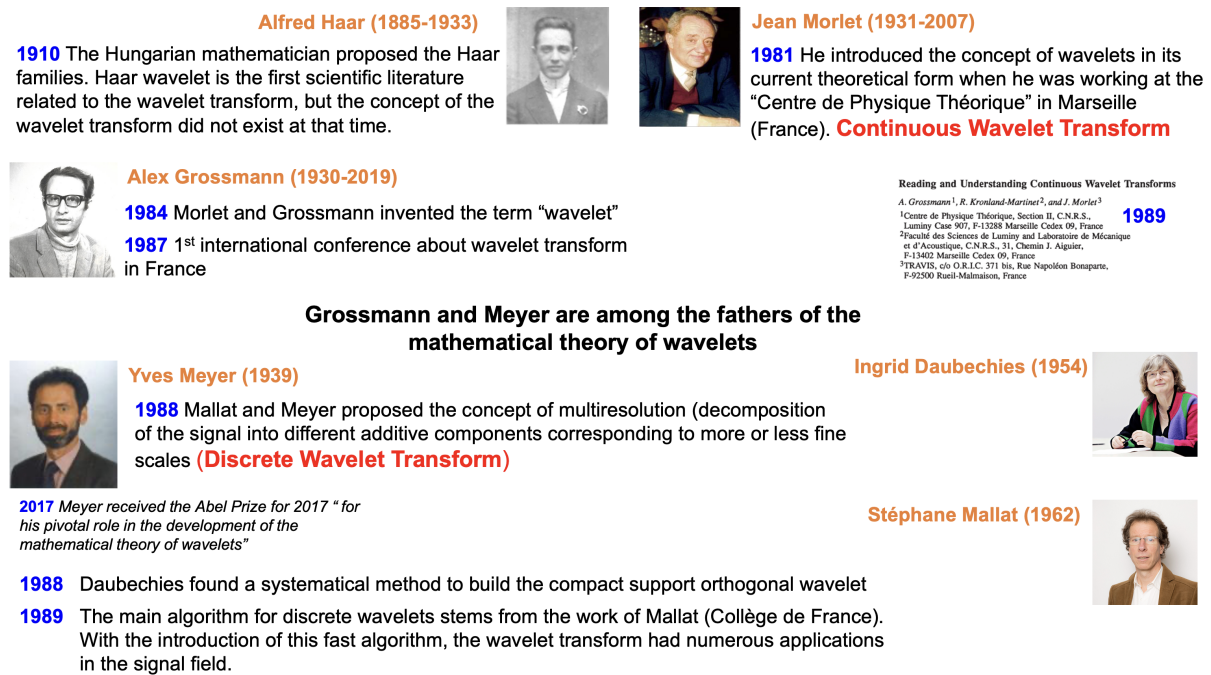 Alfred Haar (1885-1933)
1910 The Hungarian mathematician proposed the Haar
families. Haar wavelet is the first scientific literature
related to the wavelet transform, but the concept of the
wavelet transform did not exist at that time.
Jean Morlet (1931-2007)
1981 He introduced the concept of wavelets in its
current theoretical form when he was working at the
“Centre de Physique Théorique” in Marseille
(France). Continuous Wavelet Transform
Alex Grossmann (1930-2019)
1984 Morlet and Grossmann invented the term “wavelet”
1987 1st international conference about wavelet transform
in France
Reading and Understanding Continuous Wavelet Transforms
A. Grossmann1, R. Kronland-Martinet2, and J. Morlet3
1Centre de Physique Théorique, Section II, C.N.R.S.,
Luminy Case 907, F-13288 Marseille Cedex 09, France
2Faculté des Sciences de Luminy and Laboratoire de Mécanique
et d'Acoustique, C.N.R.S., 31, Chemin J. Aiguier,
F-13402 Marseille Cedex 09, France
3TRAVIS, c/o O.R.I.C. 371 bis, Rue Napoléon Bonaparte,
F-92500 Rueil-Malmaison, France
1989
Grossmann and Meyer are among the fathers of the
mathematical theory of wavelets
Yves Meyer (1939)
1988 Mallat and Meyer proposed the concept of multiresolution (decomposition
of the signal into different additive components corresponding to more or less fine
scales (Discrete Wavelet Transform)
Ingrid Daubechies (1954)
2017 Meyer received the Abel Prize for 2017 “ for
his pivotal role in the development of the
mathematical theory of wavelets”
Stéphane Mallat (1962)
1988 Daubechies found a systematical method to build the compact support orthogonal wavelet
1989 The main algorithm for discrete wavelets stems from the work of Mallat (Collège de France).
With the introduction of this fast algorithm, the wavelet transform had numerous applications
in the signal field.